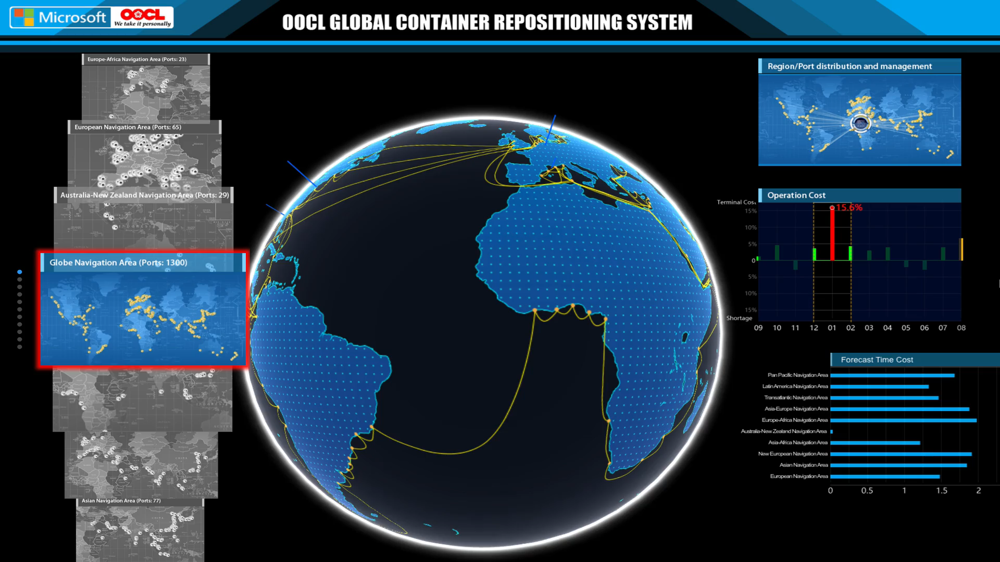 Microsoft
OOCL
We take it personally
OOCL GLOBAL CONTAINER REPOSITIONING SYSTEM
Europe-Africa Navigation Area (Ports: 23)
European Navigation Area (Ports: 65)
Australia-New Zealand Navigation Area (Ports: 29)
INDONESIA
Globe Navigation Area (Ports: 1300)
Asian Navigation Area (Ports: 77)
CHINA
Region/Port distribution and management
Operation Cost
Terminal Cos
15.6%
15%
10%
5%
0
5%
10%
15%
Shortage
09 10 11 12 01 02 03 04 05 06 07 08
Forecast Time Cost
Pan Pacific Navigation Area
Latin America Navigation Area
Transatlantic Navigation Area
Asia-Europe Navigation Area
Europe-Africa Navigation Area
Australia-New Zealand Navigation Area
Asia-Africa Navigation Area
New European Navigation Area
Asian Navigation Area
European Navigation Area
0 0.5 1 1.5 2